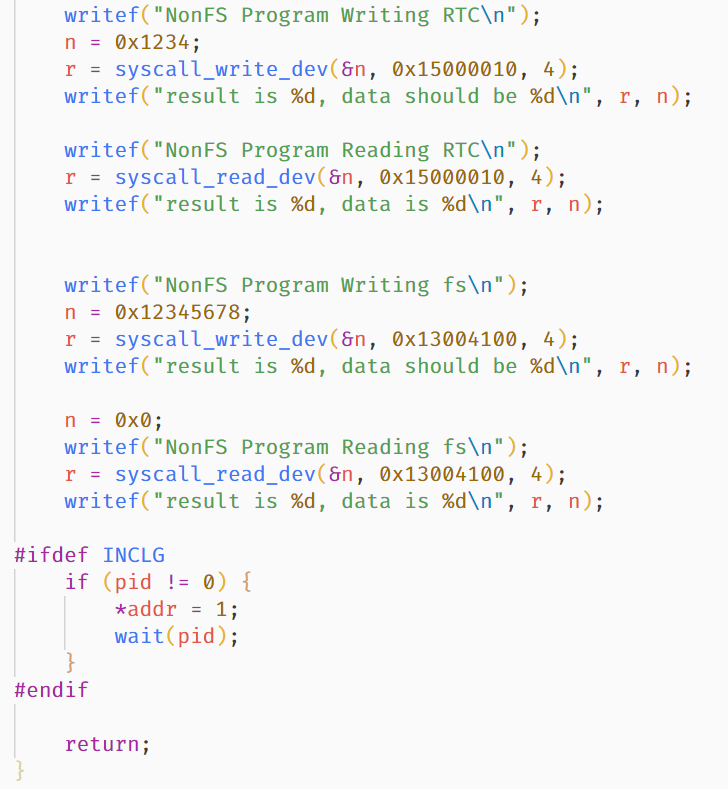 writef("NonFS Program Writing RTC\n");
n = 0x1234;
r = syscall_write_dev(&n, 0x15000010, 4);
writef("result is %d, data should be %d\n", r, n);
writef("NonFS Program Reading RTC\n");
r = syscall_read_dev(&n, 0x15000010, 4);
writef("result is %d, data is %d\n", r, n);
writef("NonFS Program Writing fs\n");
n = 0x12345678;
r = syscall_write_dev(&n, 0x13004100, 4);
writef("result is %d, data should be %d\n", r, n);
n = 0x0;
writef("NonFS Program Reading fs\n");
r = syscall_read_dev(&n, 0x13004100, 4);
writef("result is %d, data is %d\n", r, n);
#ifdef INCLG
if (pid != 0) {
*addr = 1;
wait(pid);
}
#endif
return;
}